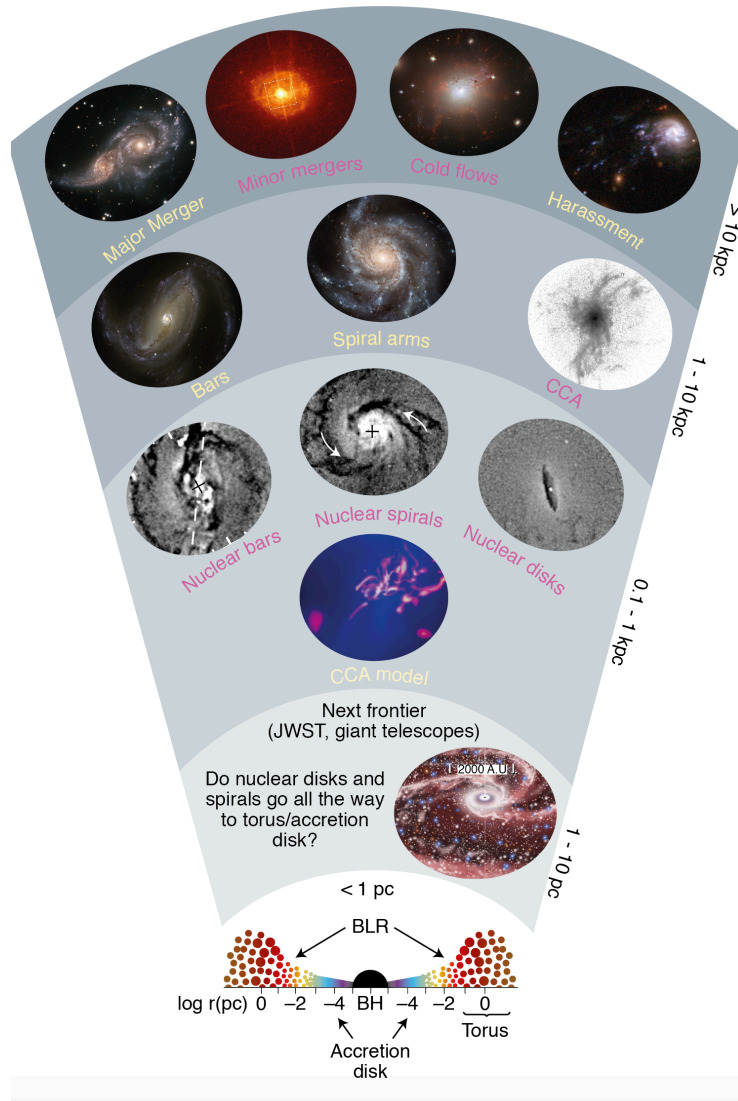 Major Merger
Minor mergers
Cold flows
Harassment
> 10 kpc
Bars
Spiral arms
CCA
1 - 10 kpc
Nuclear bars
Nuclear spirals
Nuclear disks
CCA model
0.1 - 1 kpc
Next frontier
(JWST, giant telescopes)
Do nuclear disks and
spirals go all the way
to torus/accretion
disk?
2000 A.U.
1 - 10 pc
< 1 pc
BLR
log r(pc) 0 −2 −4 BH −4 −2 0
Torus
Accretion
disk